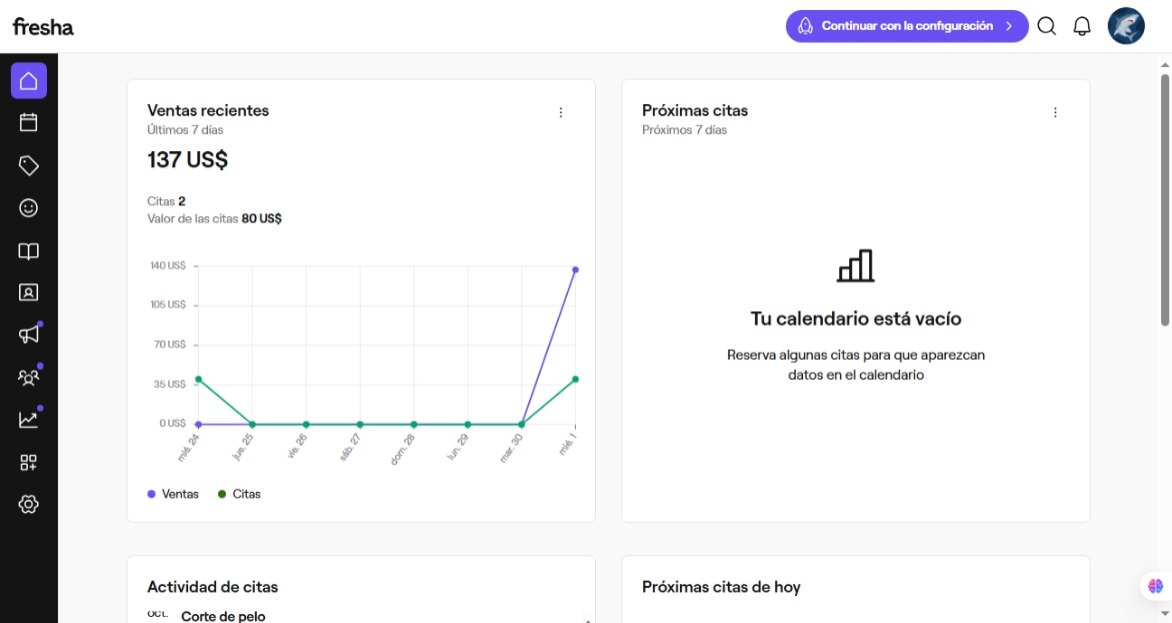 fresha
Continuar con la configuración
Ventas recientes
Últimos 7 días
137 US$
Citas 2
Valor de las citas 80 US$
140 US$
105 US$
70 US$
35 US$
0 US$
mié. 24
jue. 25
vie. 26
sáb. 27
dom. 28
lun. 29
mar. 30
mié. 1
Ventas
Citas
Próximas citas
Próximos 7 días
Tu calendario está vacío
Reserva algunas citas para que aparezcan
datos en el calendario
Actividad de citas
oct.
Corte de pelo
Próximas citas de hoy